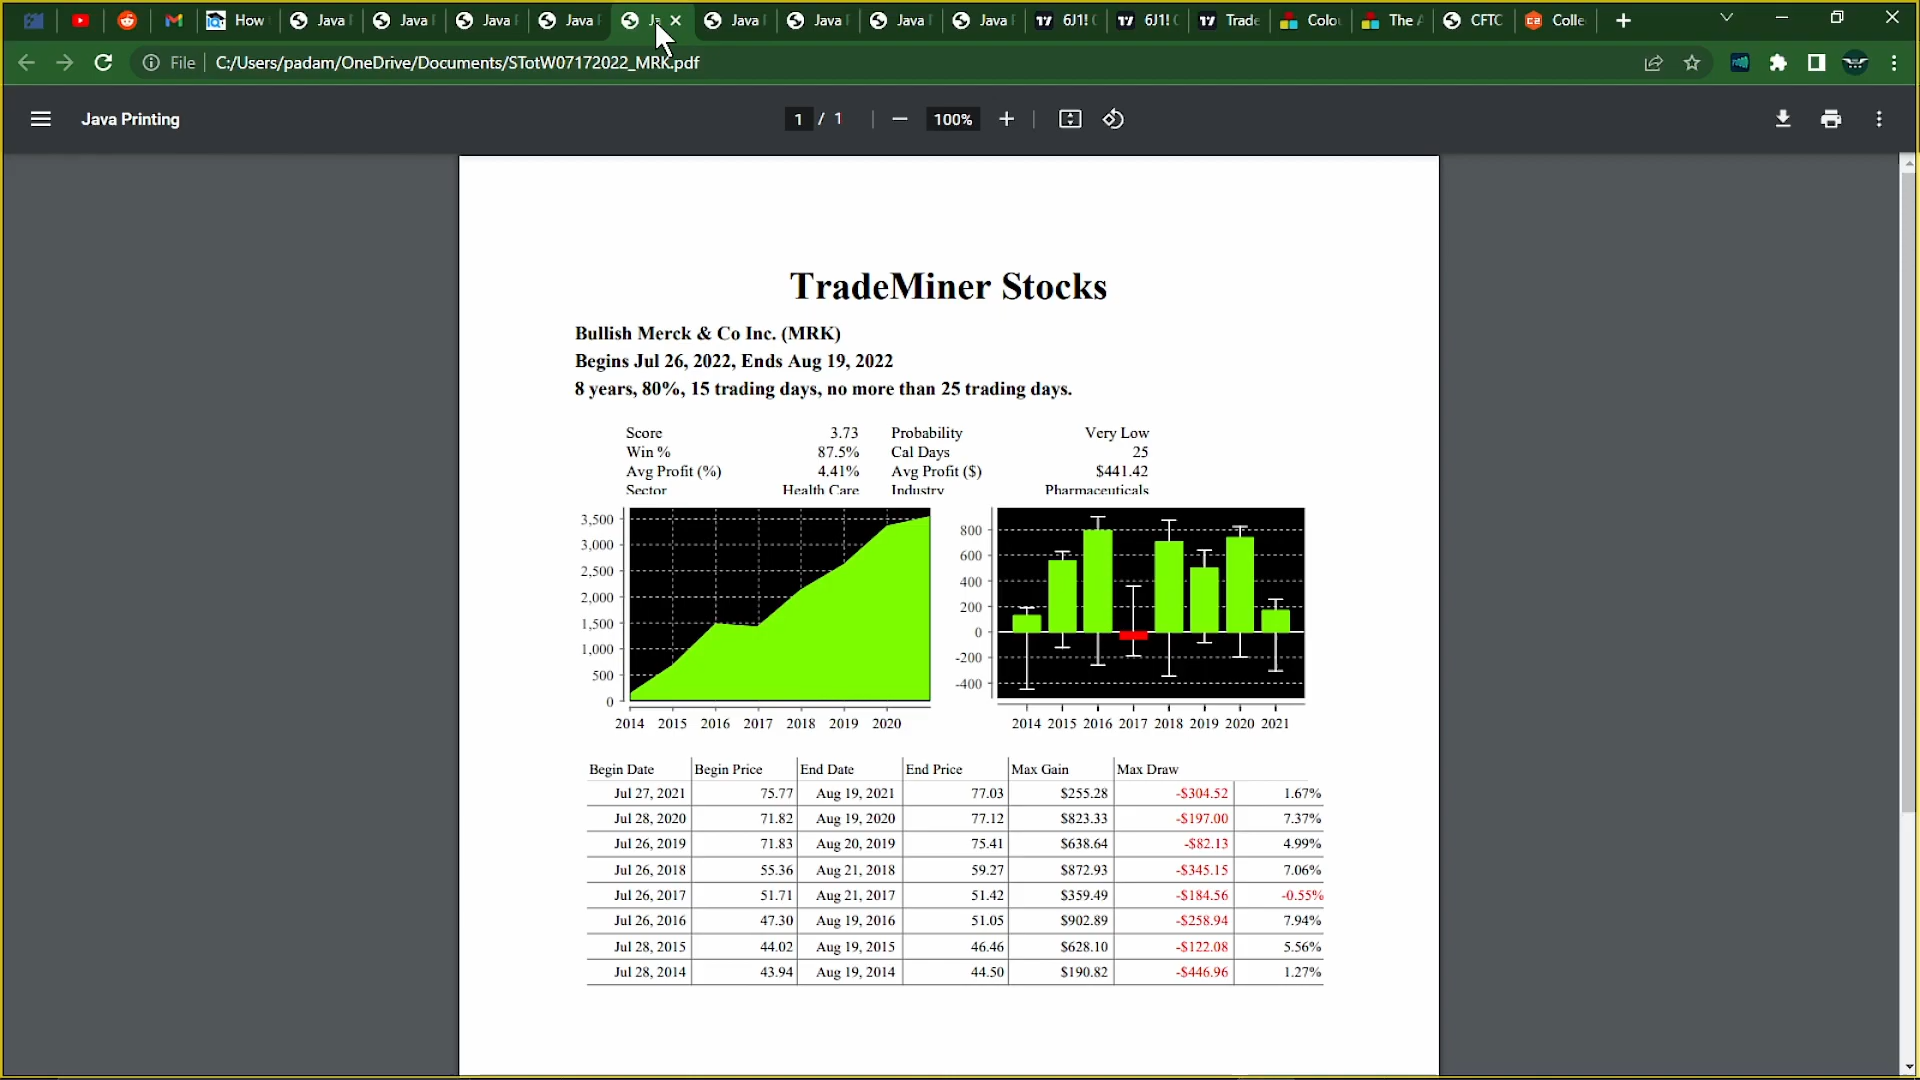 How
Java
Java
Java
Java
Java
Java
Java
Java
6J1!
6J1!
Trade
Colou
The A
CFTC
Colle
File
C:/Users/padam/OneDrive/Documents/STotW07172022_MRK.pdf
Java Printing
1 / 1
100%
TradeMiner Stocks
Bullish Merck & Co Inc. (MRK)
Begins Jul 26, 2022, Ends Aug 19, 2022
8 years, 80%, 15 trading days, no more than 25 trading days.
Score 3.73 Probability Very Low
Win % 87.5% Cal Days 25
Avg Profit (%) 4.41% Avg Profit ($) $441.42
Sector Health Care Industry Pharmaceuticals
3,500
3,000
2,500
2,000
1,500
1,000
500
0
2014 2015 2016 2017 2018 2019 2020
800
600
400
200
0
-200
-400
2014 2015 2016 2017 2018 2019 2020 2021
Begin Date Begin Price End Date End Price Max Gain Max Draw
Jul 27, 2021 75.77 Aug 19, 2021 77.03 $255.28 -$304.52 1.67%
Jul 28, 2020 71.82 Aug 19, 2020 77.12 $823.33 -$197.00 7.37%
Jul 26, 2019 71.83 Aug 20, 2019 75.41 $638.64 -$82.13 4.99%
Jul 26, 2018 55.36 Aug 21, 2018 59.27 $872.93 -$345.15 7.06%
Jul 26, 2017 51.71 Aug 21, 2017 51.42 $359.49 -$184.56 -0.55%
Jul 26, 2016 47.30 Aug 19, 2016 51.05 $902.89 -$258.94 7.94%
Jul 28, 2015 44.02 Aug 19, 2015 46.46 $628.10 -$122.08 5.56%
Jul 28, 2014 43.94 Aug 19, 2014 44.50 $190.82 -$446.96 1.27%